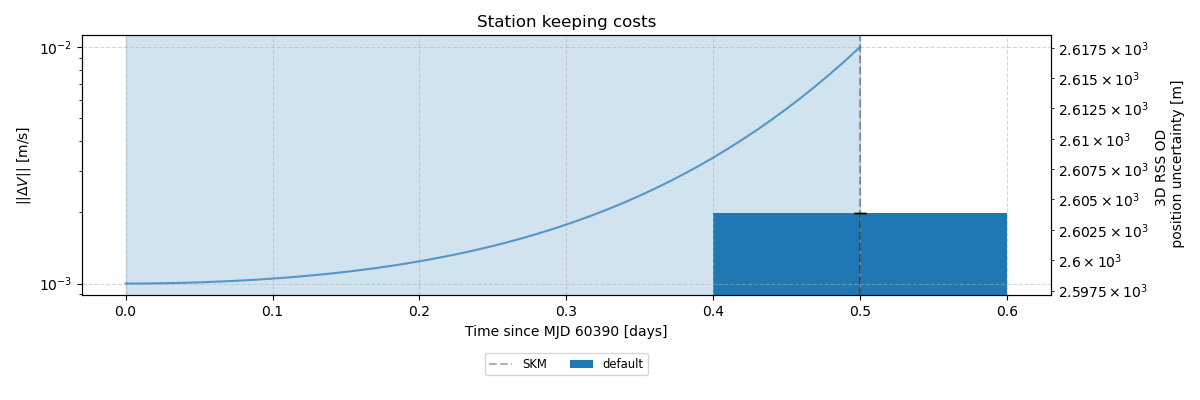 Station keeping costs
10⁻²
10⁻³
||ΔV|| [m/s]
2.6175 × 10³
2.615 × 10³
2.6125 × 10³
2.61 × 10³
2.6075 × 10³
2.605 × 10³
2.6025 × 10³
2.6 × 10³
2.5975 × 10³
3D RSS OD
position uncertainty [m]
0.0 0.1 0.2 0.3 0.4 0.5 0.6
Time since MJD 60390 [days]
SKM default